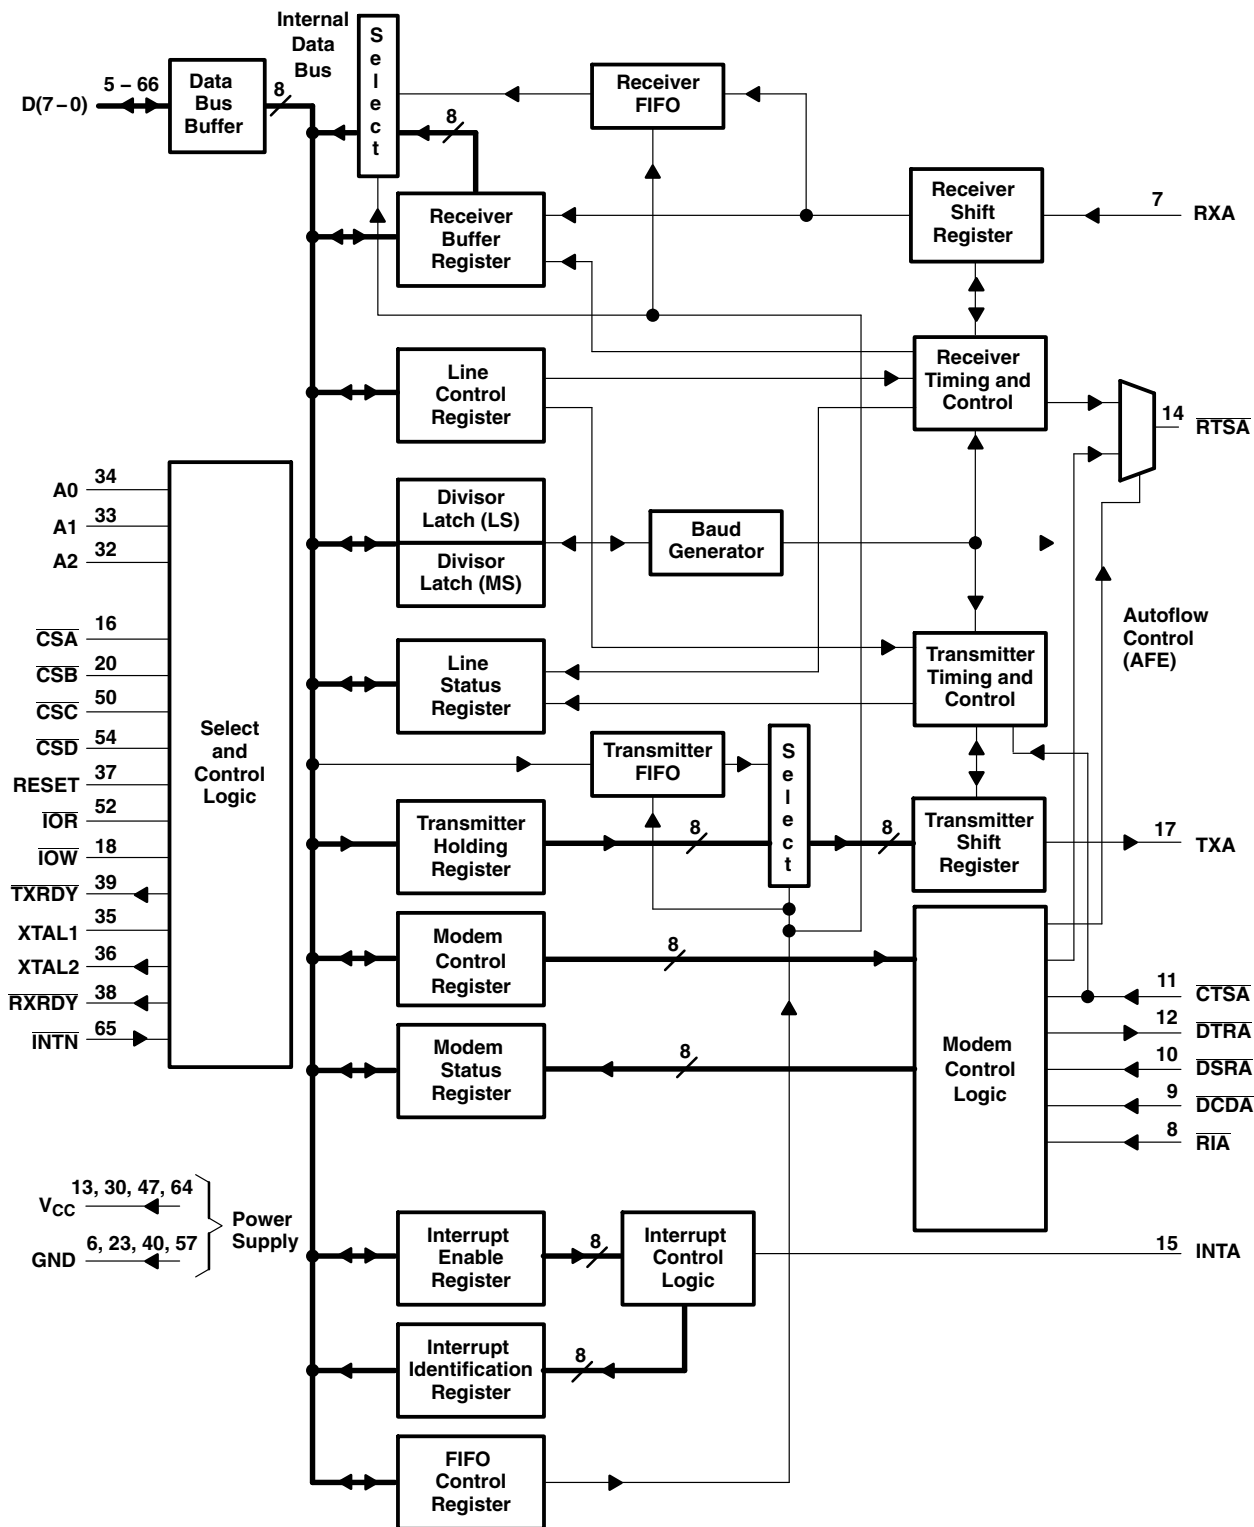 Internal
Data
Bus
S
e
l
e
c
t
D(7–0)
5 – 66
Data
Bus
Buffer
8
8
Receiver
FIFO
Receiver
Buffer
Register
Receiver
Shift
Register
7
RXA
Line
Control
Register
Receiver
Timing and
Control
14
RTSA
A0
34
A1
33
A2
32
CSA
16
CSB
20
CSC
50
CSD
54
RESET
37
IOR
52
IOW
18
TXRDY
39
XTAL1
35
XTAL2
36
RXRDY
38
INTN
65
Select
and
Control
Logic
Divisor
Latch (LS)
Divisor
Latch (MS)
Baud
Generator
Autoflow
Control
(AFE)
Line
Status
Register
Transmitter
Timing and
Control
Transmitter
FIFO
S
e
l
e
c
t
Transmitter
Holding
Register
8
8
Transmitter
Shift
Register
17
TXA
Modem
Control
Register
8
Modem
Status
Register
8
Modem
Control
Logic
11
CTSA
12
DTRA
10
DSRA
9
DCDA
8
RIA
VCC
13, 30, 47, 64
GND
6, 23, 40, 57
Power
Supply
Interrupt
Enable
Register
8
Interrupt
Control
Logic
15
INTA
Interrupt
Identification
Register
8
FIFO
Control
Register